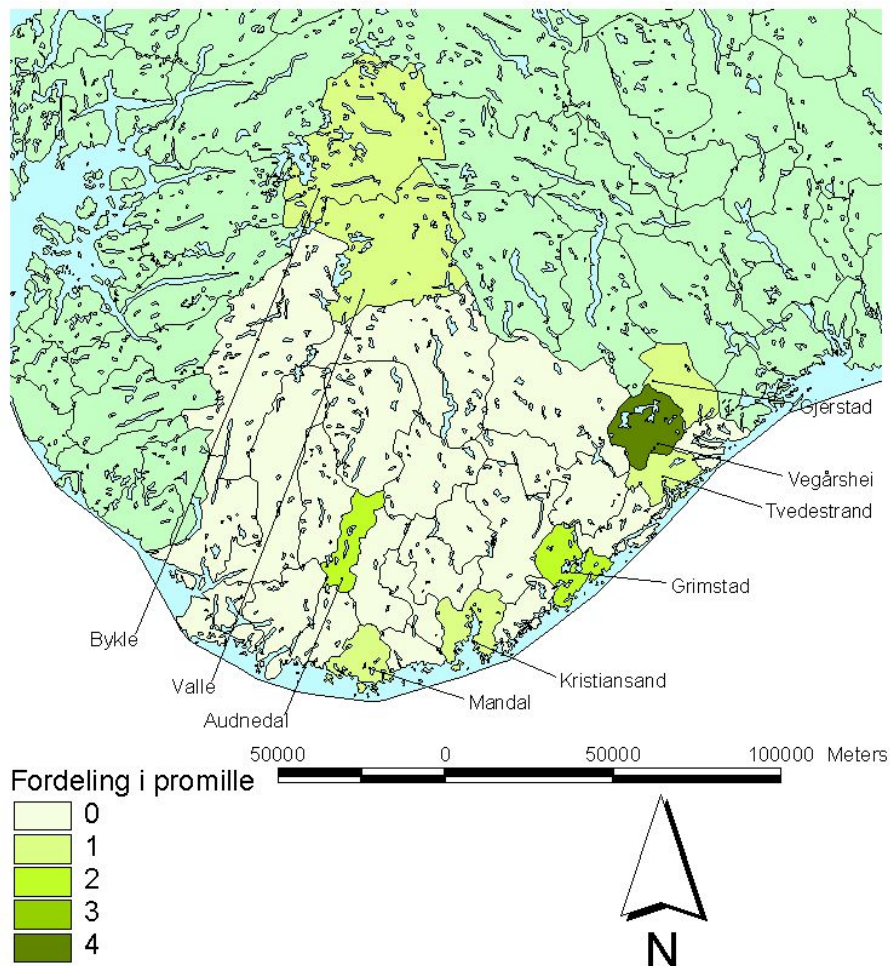 Gjerstad
Vegårshei
Tvedestrand
Grimstad
Bykle
Kristiansand
Valle
Mandal
Audnedal
50000 0 50000 100000 Meters
Fordeling i promille
0
1
2
3
4
N